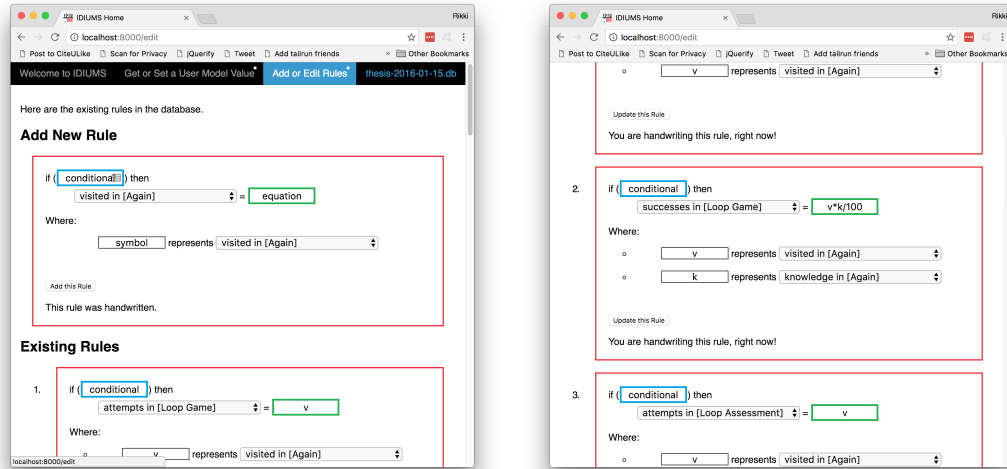 IDIUMS Home
Rikki
localhost:8000/edit
Post to CiteULike Scan for Privacy jQuerify Tweet Add tailrun friends » Other Bookmarks
Welcome to IDIUMS Get or Set a User Model Value Add or Edit Rules thesis-2016-01-15.db
Here are the existing rules in the database.
Add New Rule
if ( conditional ) then
visited in [Again] = equation
Where:
symbol represents visited in [Again]
Add this Rule
This rule was handwritten.
Existing Rules
1. if ( conditional ) then
attempts in [Loop Game] = v
Where:
v represents visited in [Again]
localhost:8000/edit
IDIUMS Home
Rikki
localhost:8000/edit
Post to CiteULike Scan for Privacy jQuerify Tweet Add tailrun friends » Other Bookmarks
v represents visited in [Again]
Update this Rule
You are handwriting this rule, right now!
2. if ( conditional ) then
successes in [Loop Game] = v*k/100
Where:
v represents visited in [Again]
k represents knowledge in [Again]
Update this Rule
You are handwriting this rule, right now!
3. if ( conditional ) then
attempts in [Loop Assessment] = v
Where:
v represents visited in [Again]